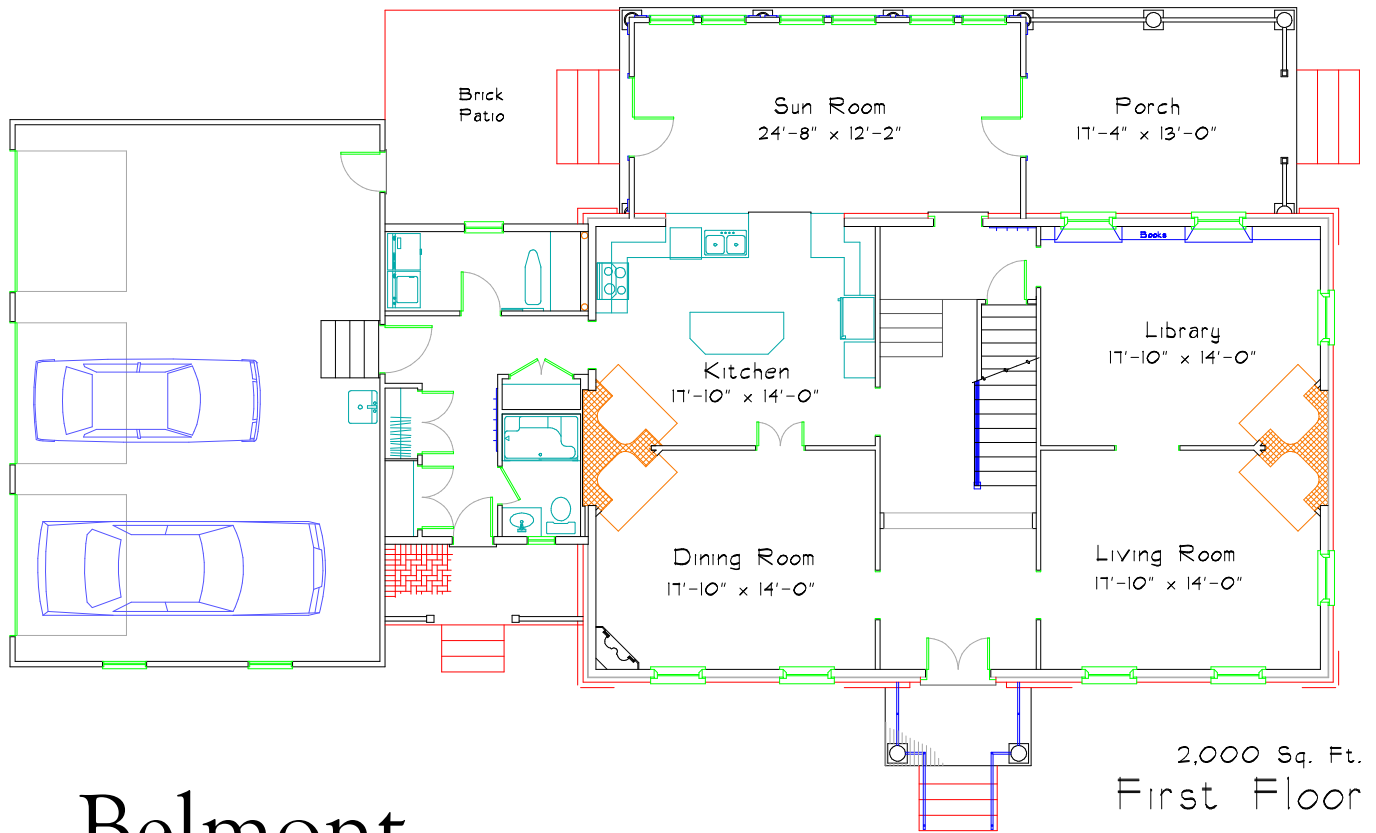 Brick
Patio
Sun Room
24'-8" x 12'-2"
Porch
17'-4" x 13'-0"
Books
Library
17'-10" x 14'-0"
Kitchen
17'-10" x 14'-0"
Dining Room
17'-10" x 14'-0"
Living Room
17'-10" x 14'-0"
2,000 Sq. Ft.
First Floor
Belmont